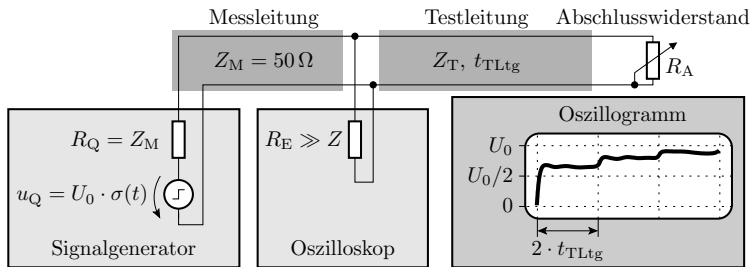 Messleitung
Testleitung
Abschlusswiderstand
Z_M = 50 Ω
Z_T, t_TLtg
R_A
R_Q = Z_M
u_Q = U_0 · σ(t)
Signalgenerator
R_E ≫ Z
Oszilloskop
Oszillogramm
U_0
U_0/2
0
2 · t_TLtg